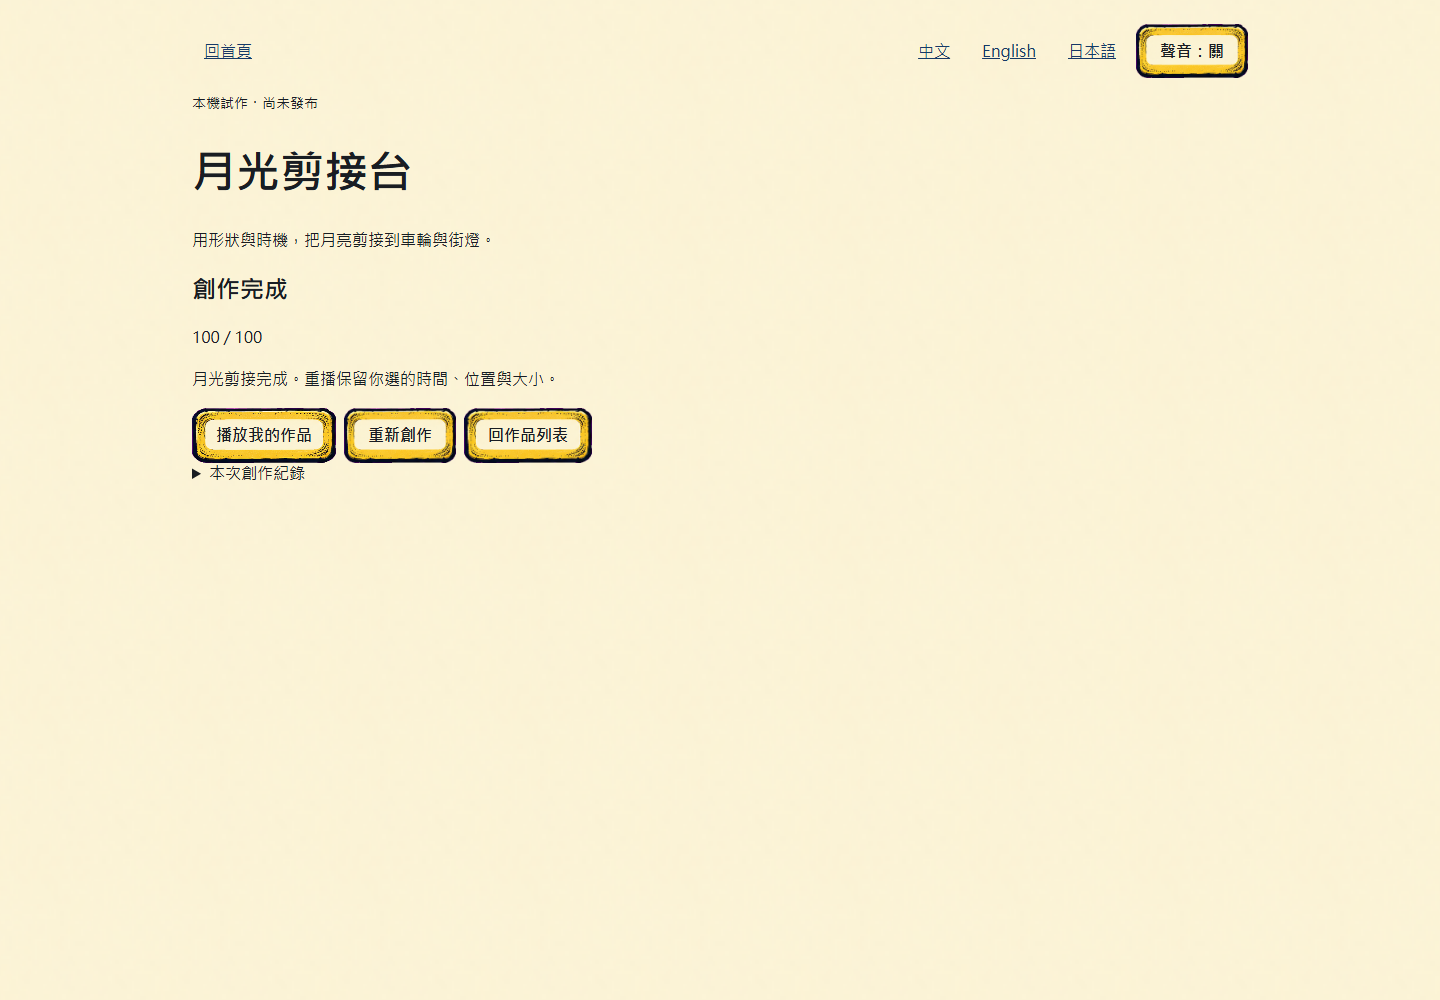 回首頁
中文 English 日本語 聲音：關
本機試作・尚未發布
月光剪接台
用形狀與時機，把月亮剪接到車輪與街燈。
創作完成
100 / 100
月光剪接完成。重播保留你選的時間、位置與大小。
播放我的作品 重新創作 回作品列表
本次創作紀錄